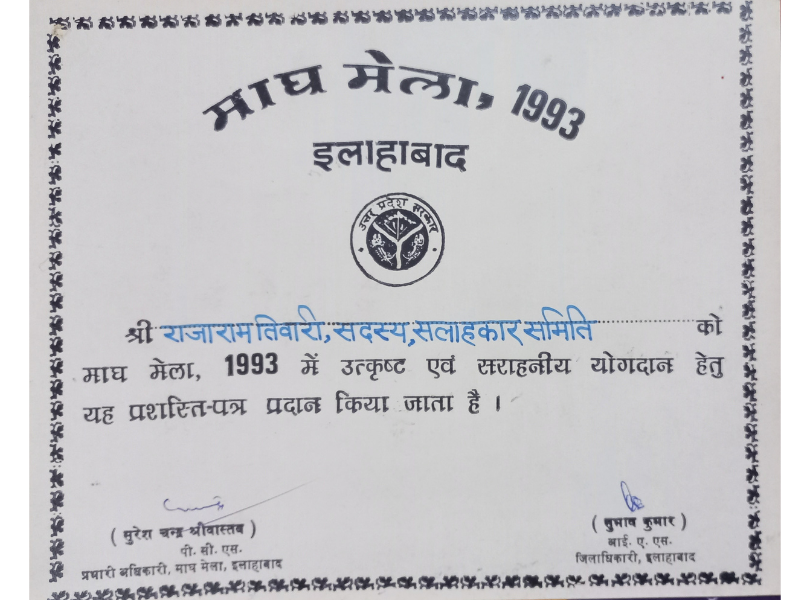 माघ मेला, 1993
इलाहाबाद
उत्तर प्रदेश सरकार
श्री राजाराम तिवारी, सदस्य, सलाहकार समिति को
माघ मेला, 1993 में उत्कृष्ट एवं सराहनीय योगदान हेतु
यह प्रशस्ति-पत्र प्रदान किया जाता है ।
( सुरेश चन्द्र श्रीवास्तव )
पी. सी. एस.
प्रभारी अधिकारी, माघ मेला, इलाहाबाद
( सुभाष कुमार )
आई. ए. एस.
जिलाधिकारी, इलाहाबाद